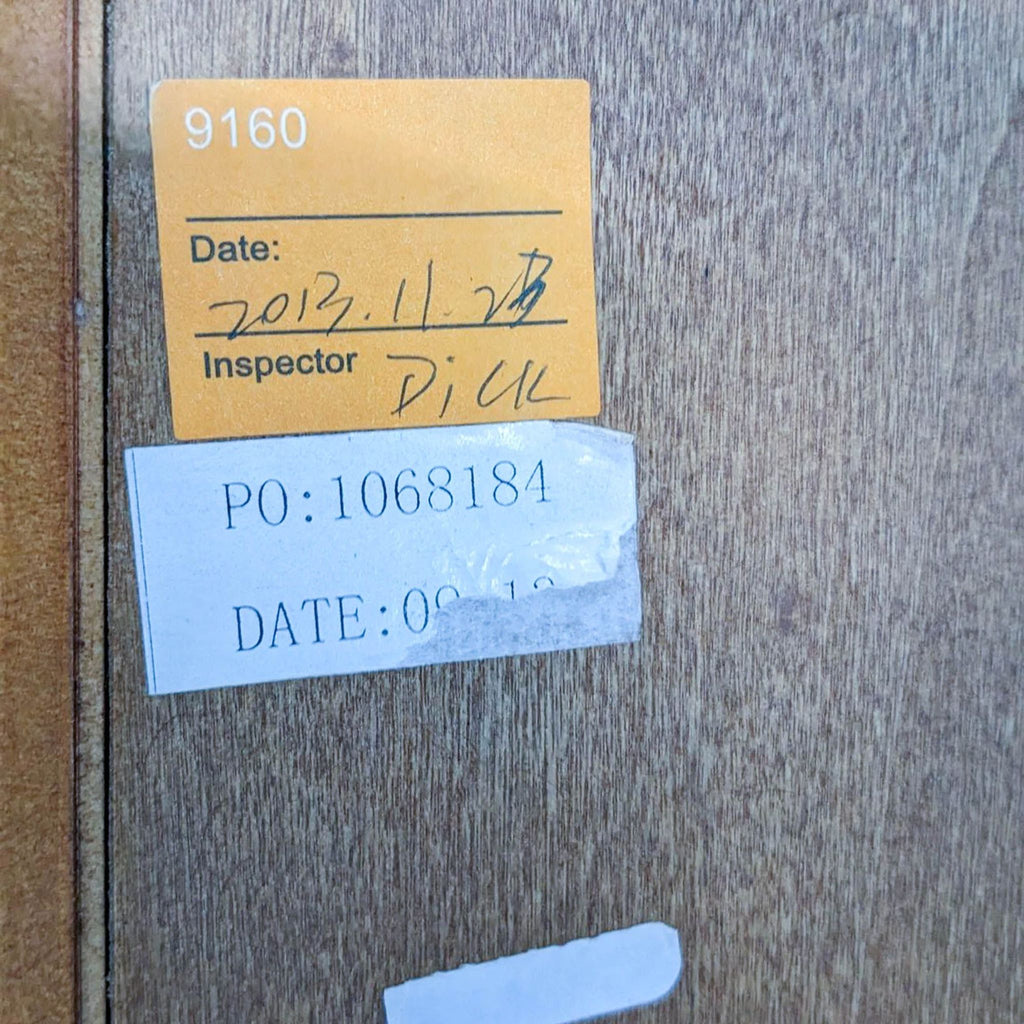 9160
Date:
2013.11.
Inspector Dick
PO:1068184
DATE: